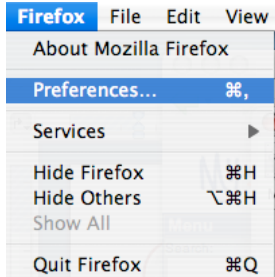 Firefox File Edit View
About Mozilla Firefox
Preferences... ⌘,
Services ▶
Hide Firefox ⌘H
Hide Others ⌥⌘H
Show All
Quit Firefox ⌘Q